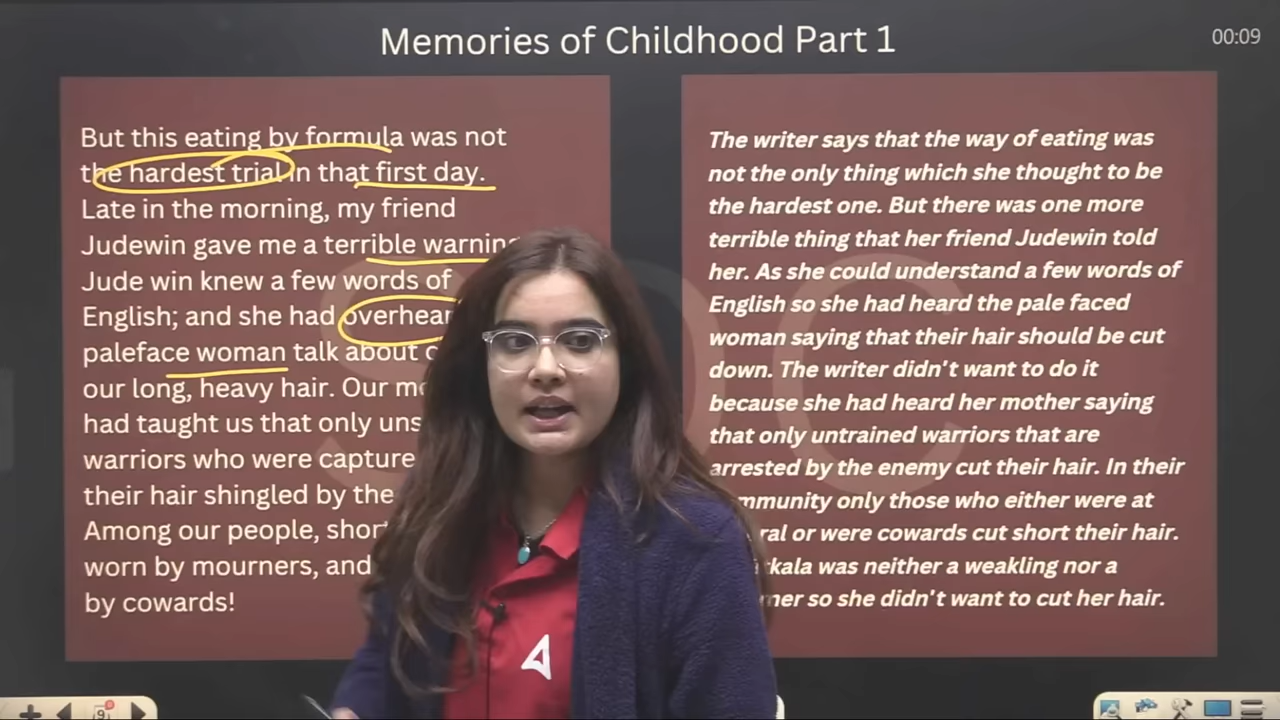 Memories of Childhood Part 1
00:09
But this eating by formula was not
the hardest trial in that first day.
Late in the morning, my friend
Judewin gave me a terrible warning
Jude win knew a few words of
English; and she had
paleface woman talk about
our long, heavy hair. Our
had taught us that only
warriors who were
their hair shingled by the
Among our people,
worn by mourners, and
by cowards!
The writer says that the way of eating was
not the only thing which she thought to be
the hardest one. But there was one more
terrible thing that her friend Judewin told
her. As she could understand a few words of
English so she had heard the pale faced
woman saying that their hair should be cut
down. The writer didn't want to do it
because she had heard her mother saying
that only untrained warriors that are
arrested by the enemy cut their hair. In their
only those who either were at
or were cowards cut short their hair.
was neither a weakling nor a
so she didn't want to cut her hair.